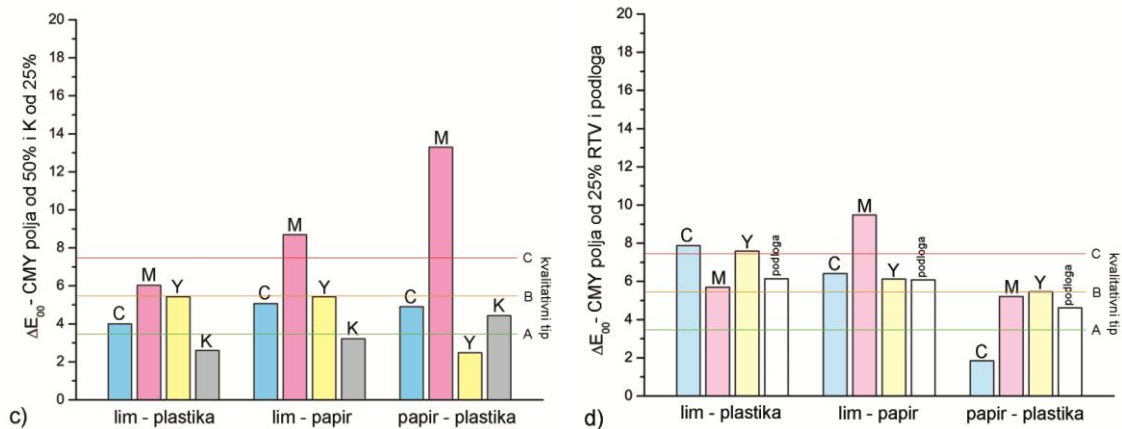 ΔE00- CMY polja od 50% i K od 25%
20
18
16
14
12
10
8
6
4
2
0
C M Y K
C M Y K
C M Y K
C
B
A
kvalitativni tip
lim - plastika lim - papir papir - plastika
c)
ΔE00- CMY polja od 25% RTV i podloga
20
18
16
14
12
10
8
6
4
2
0
C M Y podloga
C M Y podloga
C M Y podloga
C
B
A
kvalitativni tip
lim - plastika lim - papir papir - plastika
d)